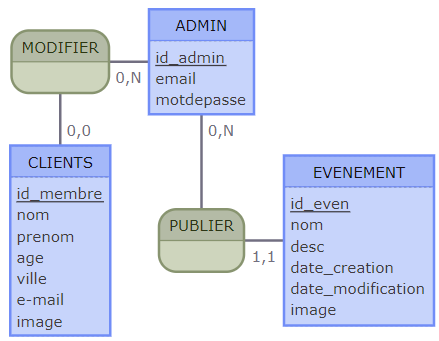 ADMIN
id_admin
email
motdepasse
MODIFIER
0,N
0,0
0,N
CLIENTS
id_membre
nom
prenom
age
ville
e-mail
image
PUBLIER
1,1
EVENEMENT
id_even
nom
desc
date_creation
date_modification
image